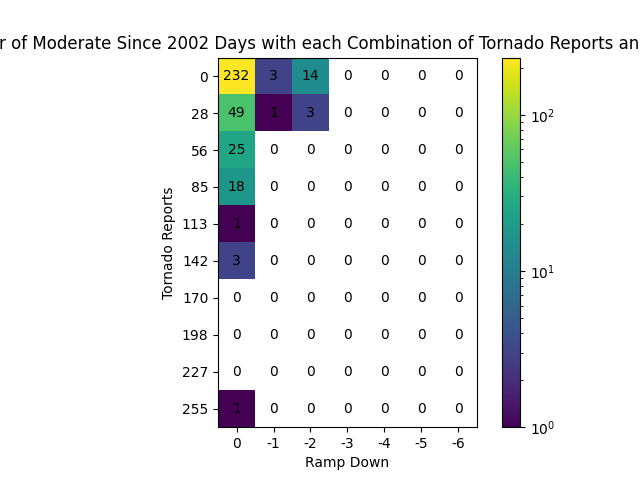 r of Moderate Since 2002 Days with each Combination of Tornado Reports an
0 232 3 14 0 0 0 0
28 49 1 3 0 0 0 0
56 25 0 0 0 0 0 0
85 18 0 0 0 0 0 0
113 1 0 0 0 0 0 0
142 3 0 0 0 0 0 0
170 0 0 0 0 0 0 0
198 0 0 0 0 0 0 0
227 0 0 0 0 0 0 0
255 1 0 0 0 0 0 0
0 -1 -2 -3 -4 -5 -6
Ramp Down
Tornado Reports
10²
10¹
10⁰